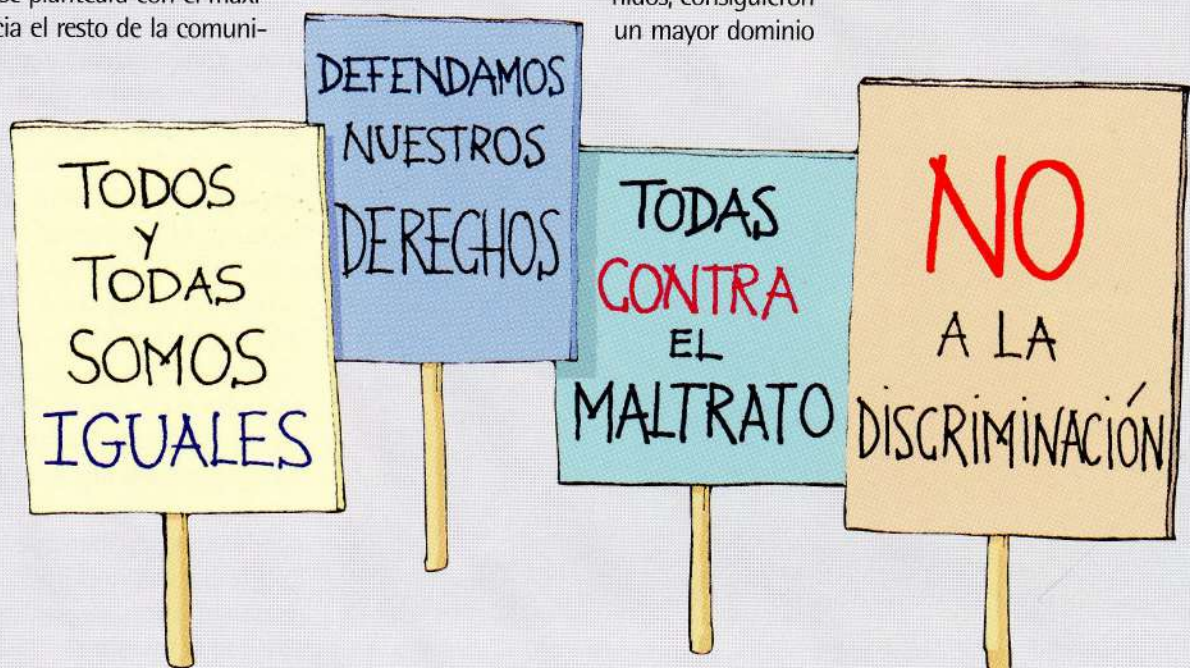 se planteará con el máxi-
cia el resto de la comuni-
nidos, consiguieron
un mayor dominio
TODOS
Y
TODAS
SOMOS
IGUALES
DEFENDAMOS
NUESTROS
DERECHOS
TODAS
CONTRA
EL
MALTRATO
NO
A LA
DISCRIMINACIÓN